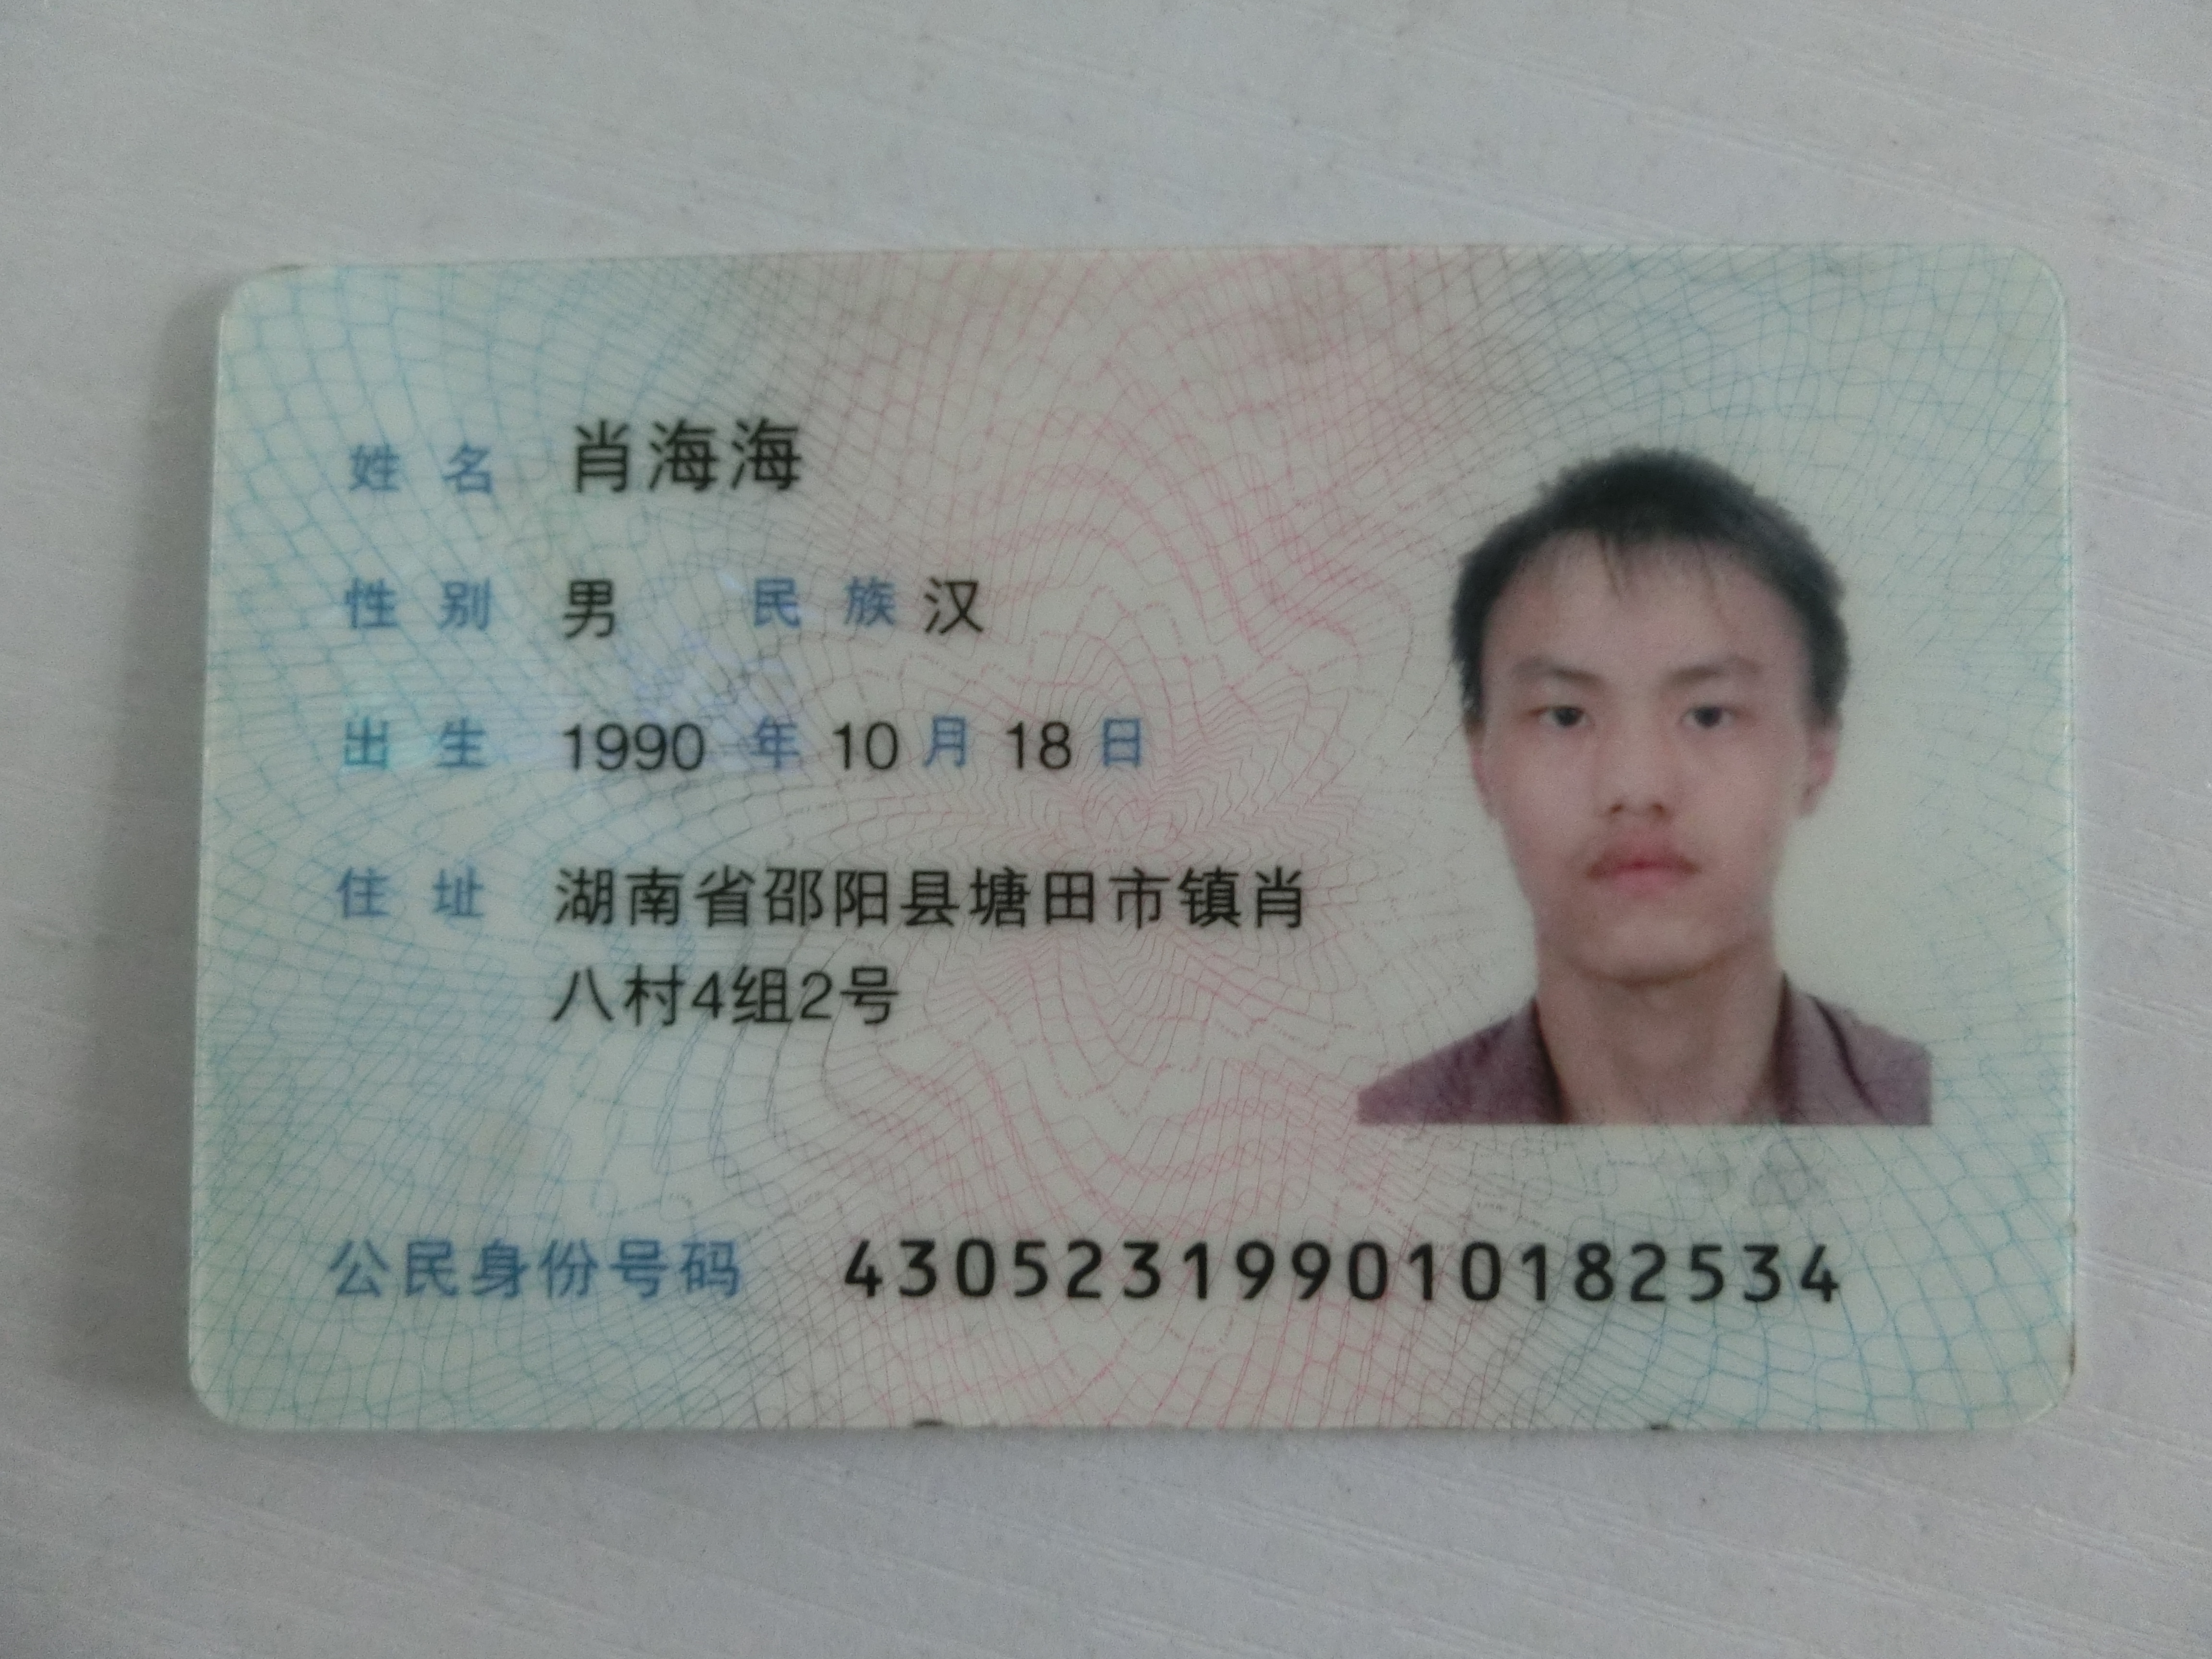 姓名 肖海海
性别 男 民族 汉
出生 1990 年 10 月 18 日
住址 湖南省邵阳县塘田市镇肖
八村4组2号
公民身份号码 430523199010182534